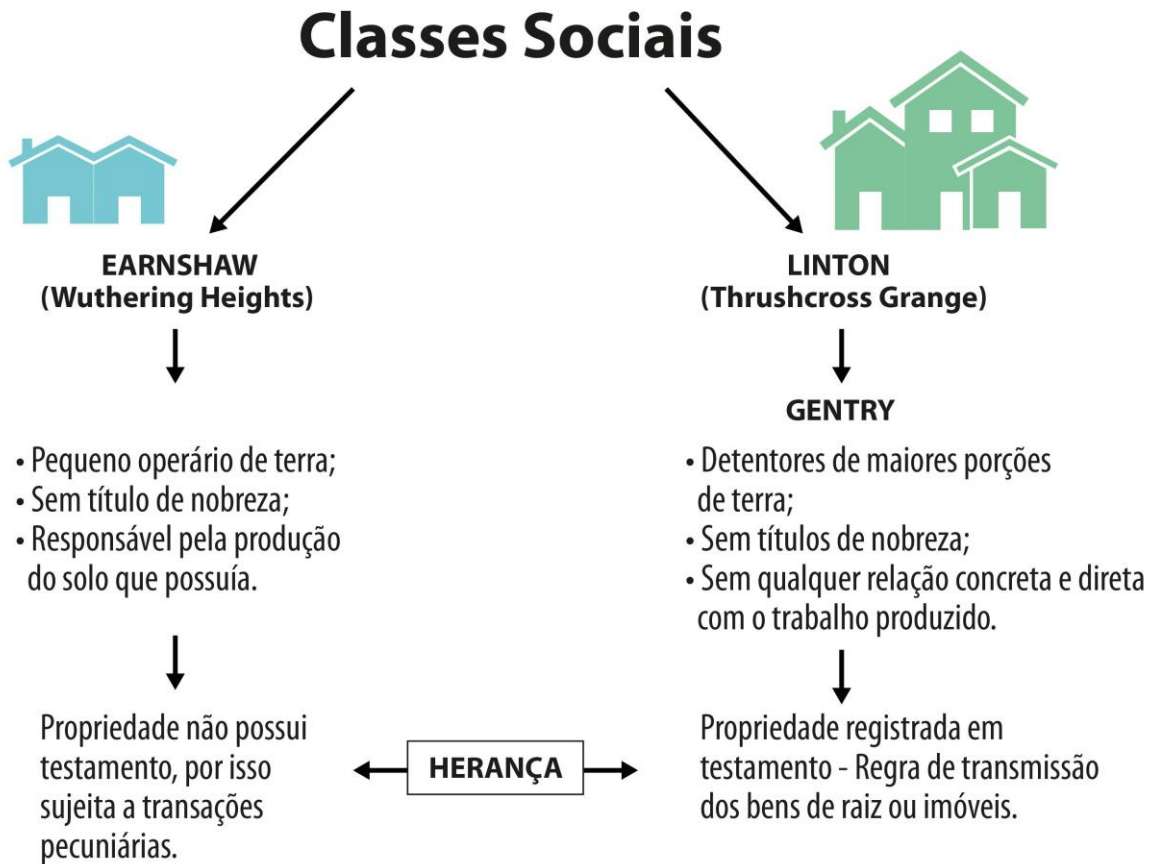 Classes Sociais
EARNSHAW
(Wuthering Heights)
• Pequeno operário de terra;
• Sem título de nobreza;
• Responsável pela produção
do solo que possuía.
Propriedade não possui
testamento, por isso
sujeita a transações
pecuniárias.
HERANÇA
LINTON
(Thrushcross Grange)
GENTRY
• Detentores de maiores porções
de terra;
• Sem títulos de nobreza;
• Sem qualquer relação concreta e direta
com o trabalho produzido.
Propriedade registrada em
testamento - Regra de transmissão
dos bens de raiz ou imóveis.